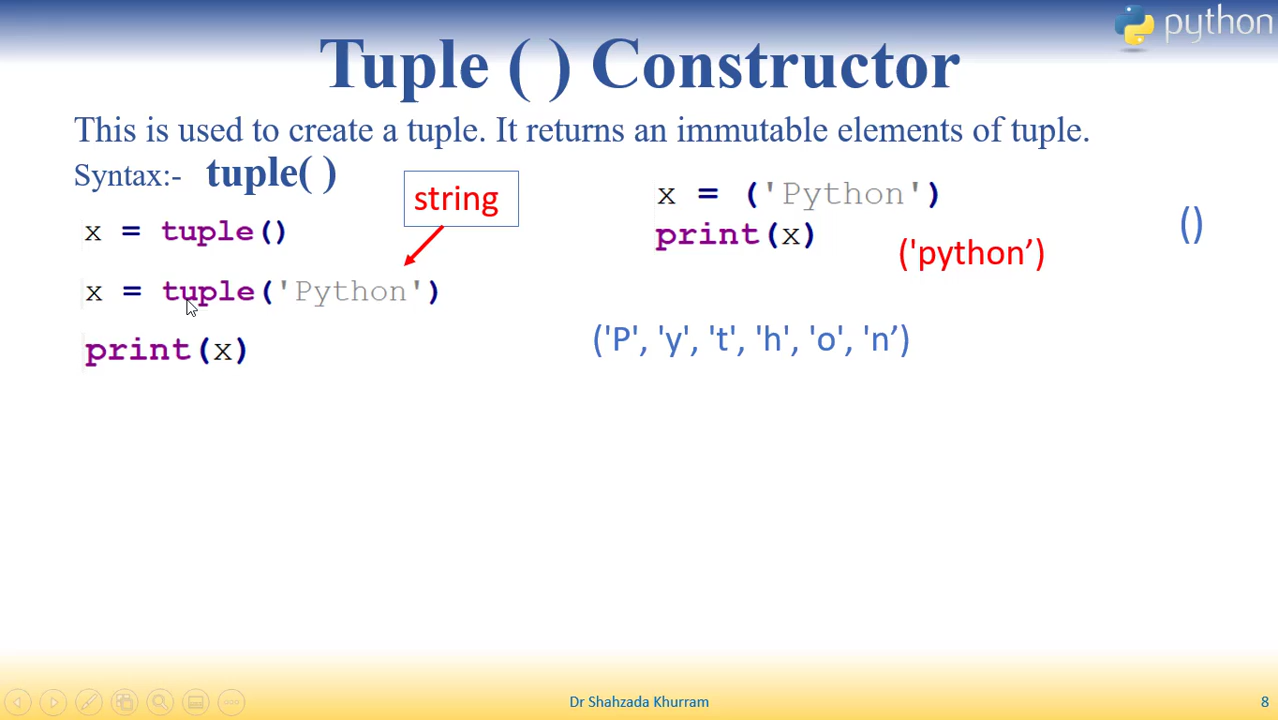 python
Tuple ( ) Constructor
This is used to create a tuple. It returns an immutable elements of tuple.
Syntax:- tuple( )
string
x = tuple()
x = tuple('Python')
print(x)
x = ('Python')
print(x)
('python’)
()
('P', 'y', 't', 'h', 'o', 'n’)
Dr Shahzada Khurram
8